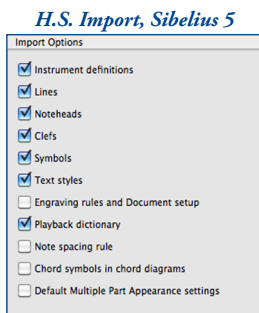 H.S. Import, Sibelius 5
Import Options
Instrument definitions
Lines
Noteheads
Clefs
Symbols
Text styles
Engraving rules and Document setup
Playback dictionary
Note spacing rule
Chord symbols in chord diagrams
Default Multiple Part Appearance settings